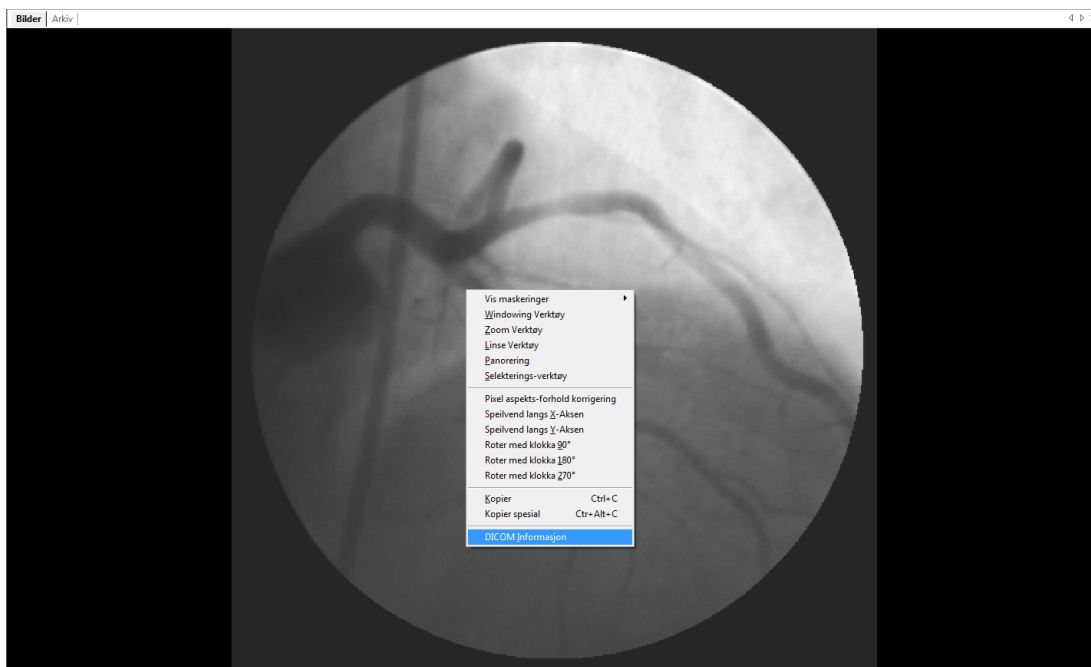 Bilder Arkiv
Vis maskeringer
Windowing Verktøy
Zoom Verktøy
Linse Verktøy
Panorering
Selekterings-verktøy
Pixel aspekts-forhold korrigering
Speilvend langs X-Aksen
Speilvend langs Y-Aksen
Roter med klokka 90°
Roter med klokka 180°
Roter med klokka 270°
Kopier Ctrl+C
Kopier spesial Ctr+Alt+C
DICOM Informasjon